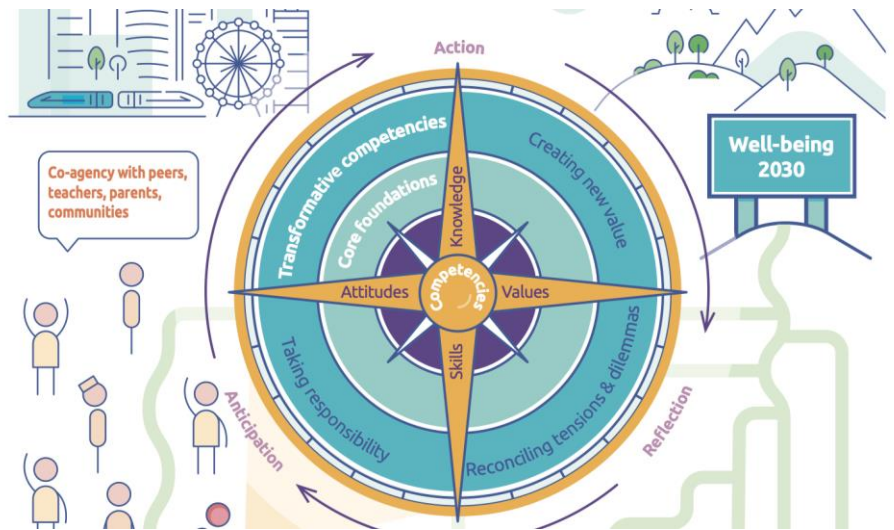 Action
Transformative competencies
Core foundations
Creating new value
Well-being
2030
Co-agency with peers,
teachers, parents,
communities
Knowledge
Attitudes
Competencies
Values
Skills
Taking responsibility
Reconciling tensions & dilemmas
Anticipation
Reflection